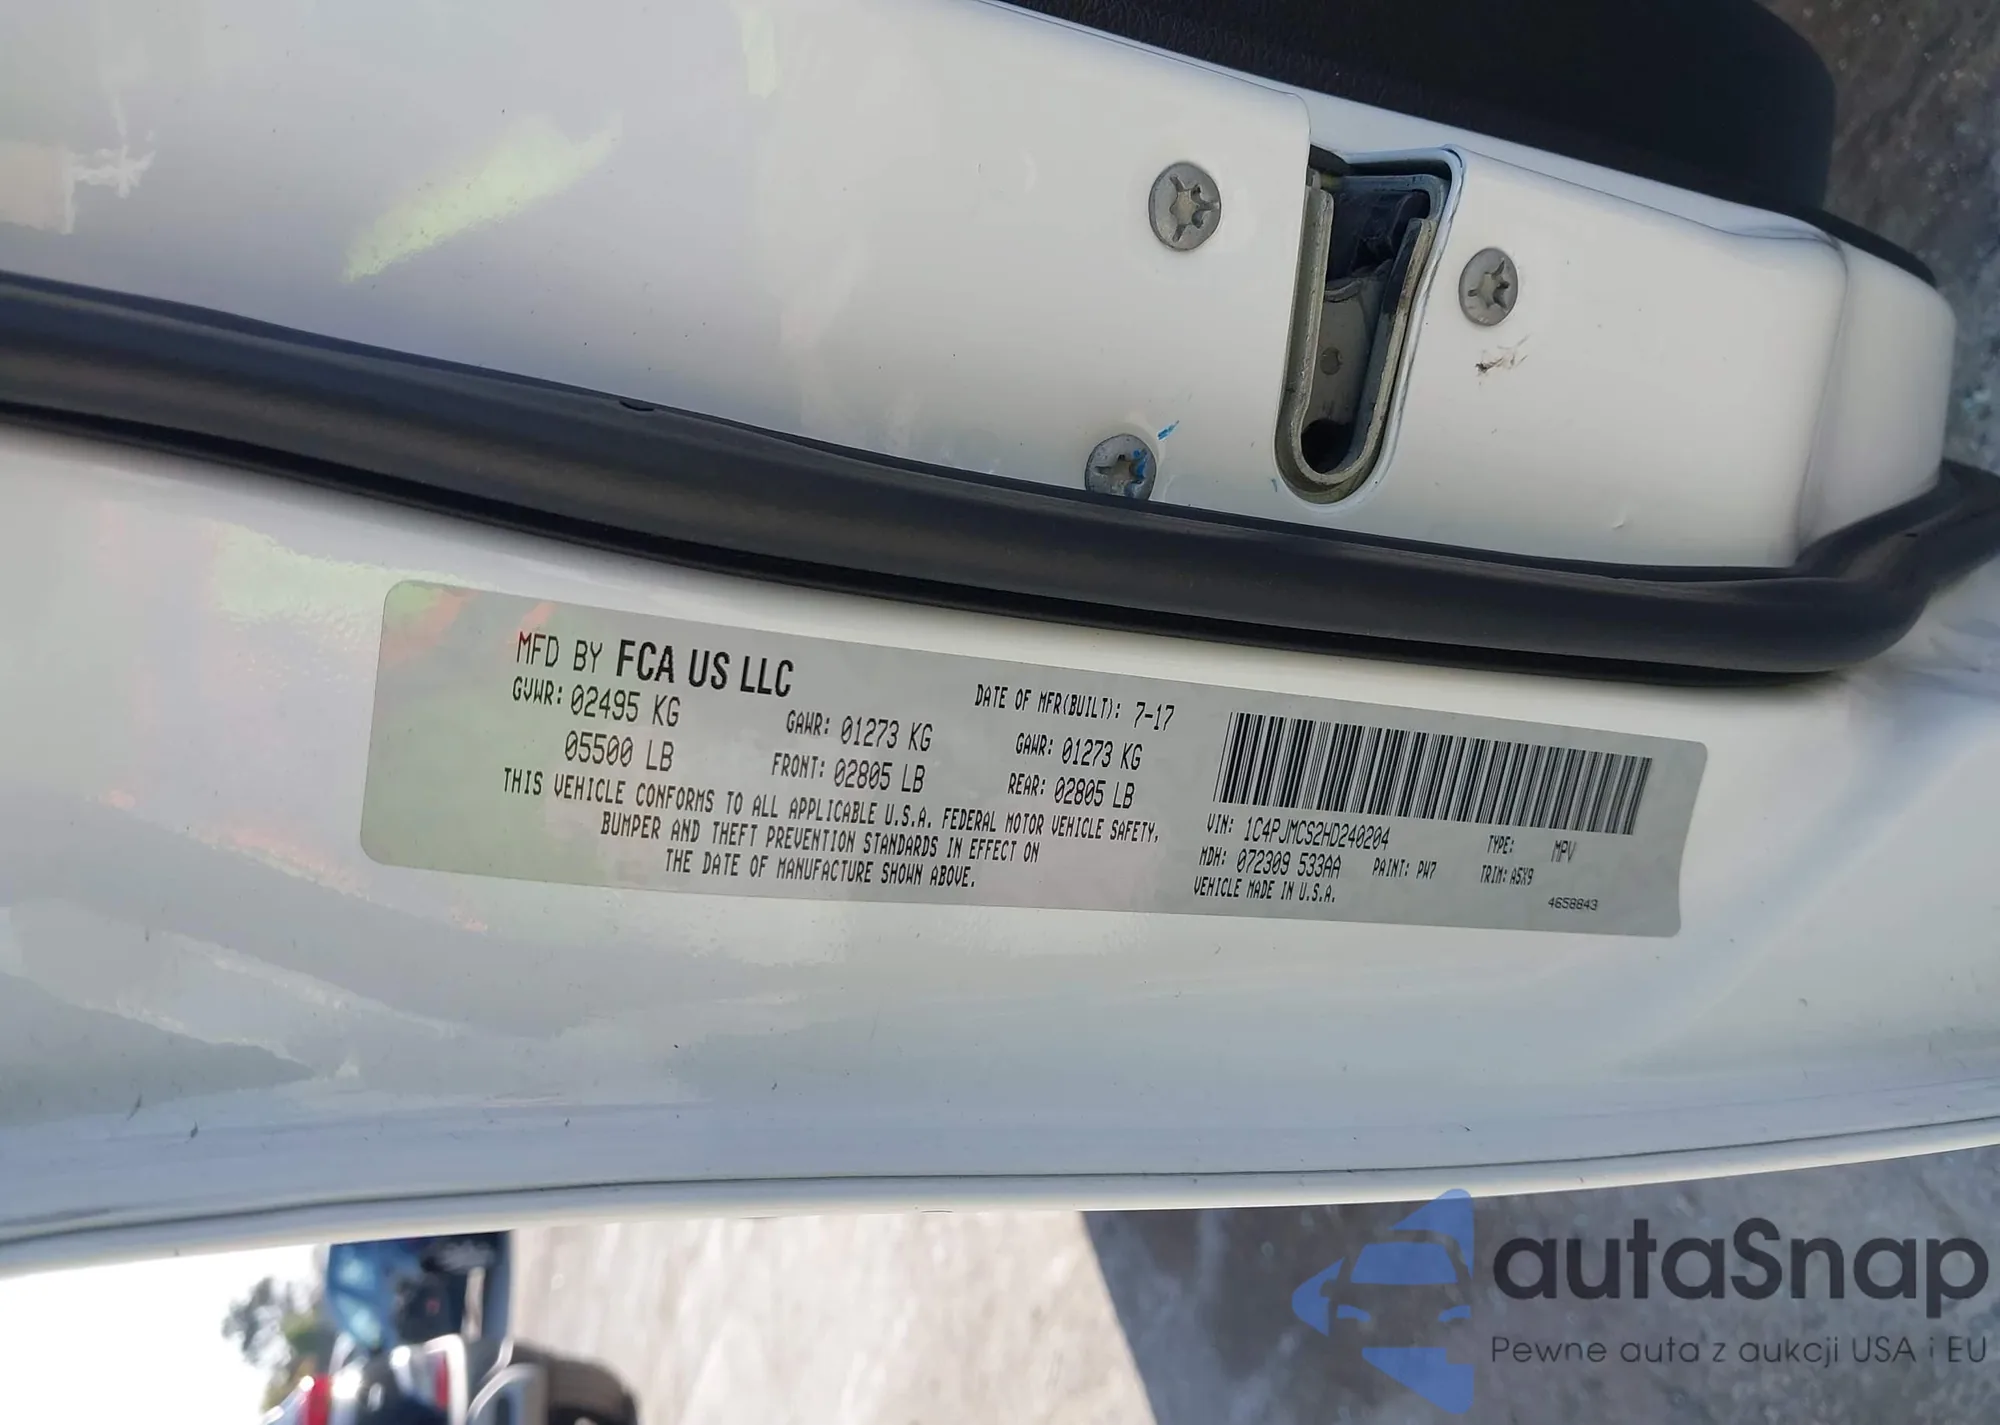 MFD BY FCA US LLC
DATE OF MFR(BUILT): 7-17
GVWR: 02495 KG
GAWR: 01273 KG
GAWR: 01273 KG
05500 LB
FRONT: 02805 LB
REAR: 02805 LB
THIS VEHICLE CONFORMS TO ALL APPLICABLE U.S.A. FEDERAL MOTOR VEHICLE SAFETY,
BUMPER AND THEFT PREVENTION STANDARDS IN EFFECT ON
THE DATE OF MANUFACTURE SHOWN ABOVE.
VIN: 1C4PJMCS2HD240204
TYPE: MPV
MDH: 072309 533AA
PAINT: PW7
TRIM: A5X9
VEHICLE MADE IN U.S.A.
4658843
autaSnap
Pewne auta z aukcji USA i EU